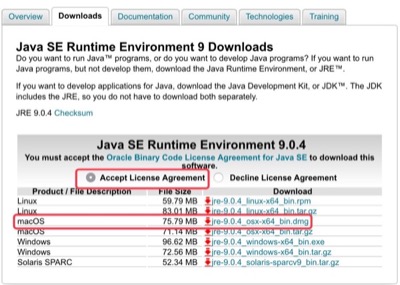 Overview Downloads Documentation Community Technologies Training
Java SE Runtime Environment 9 Downloads
Do you want to run Java™ programs, or do you want to develop Java programs? If you want to run
Java programs, but not develop them, download the Java Runtime Environment, or JRE™.
If you want to develop applications for Java, download the Java Development Kit, or JDK™. The JDK
includes the JRE, so you do not have to download both separately.
JRE 9.0.4 Checksum
Java SE Runtime Environment 9.0.4
You must accept the Oracle Binary Code License Agreement for Java SE to download this
software.
Accept License Agreement Decline License Agreement
Product / File Description File Size Download
Linux 59.79 MB jre-9.0.4_linux-x64_bin.rpm
Linux 83.01 MB jre-9.0.4_linux-x64_bin.tar.gz
macOS 75.79 MB jre-9.0.4_osx-x64_bin.dmg
macOS 71.14 MB jre-9.0.4_osx-x64_bin.tar.gz
Windows 96.62 MB jre-9.0.4_windows-x64_bin.exe
Windows 72.56 MB jre-9.0.4_windows-x64_bin.tar.gz
Solaris SPARC 52.34 MB jre-9.0.4_solaris-sparcv9_bin.tar.gz